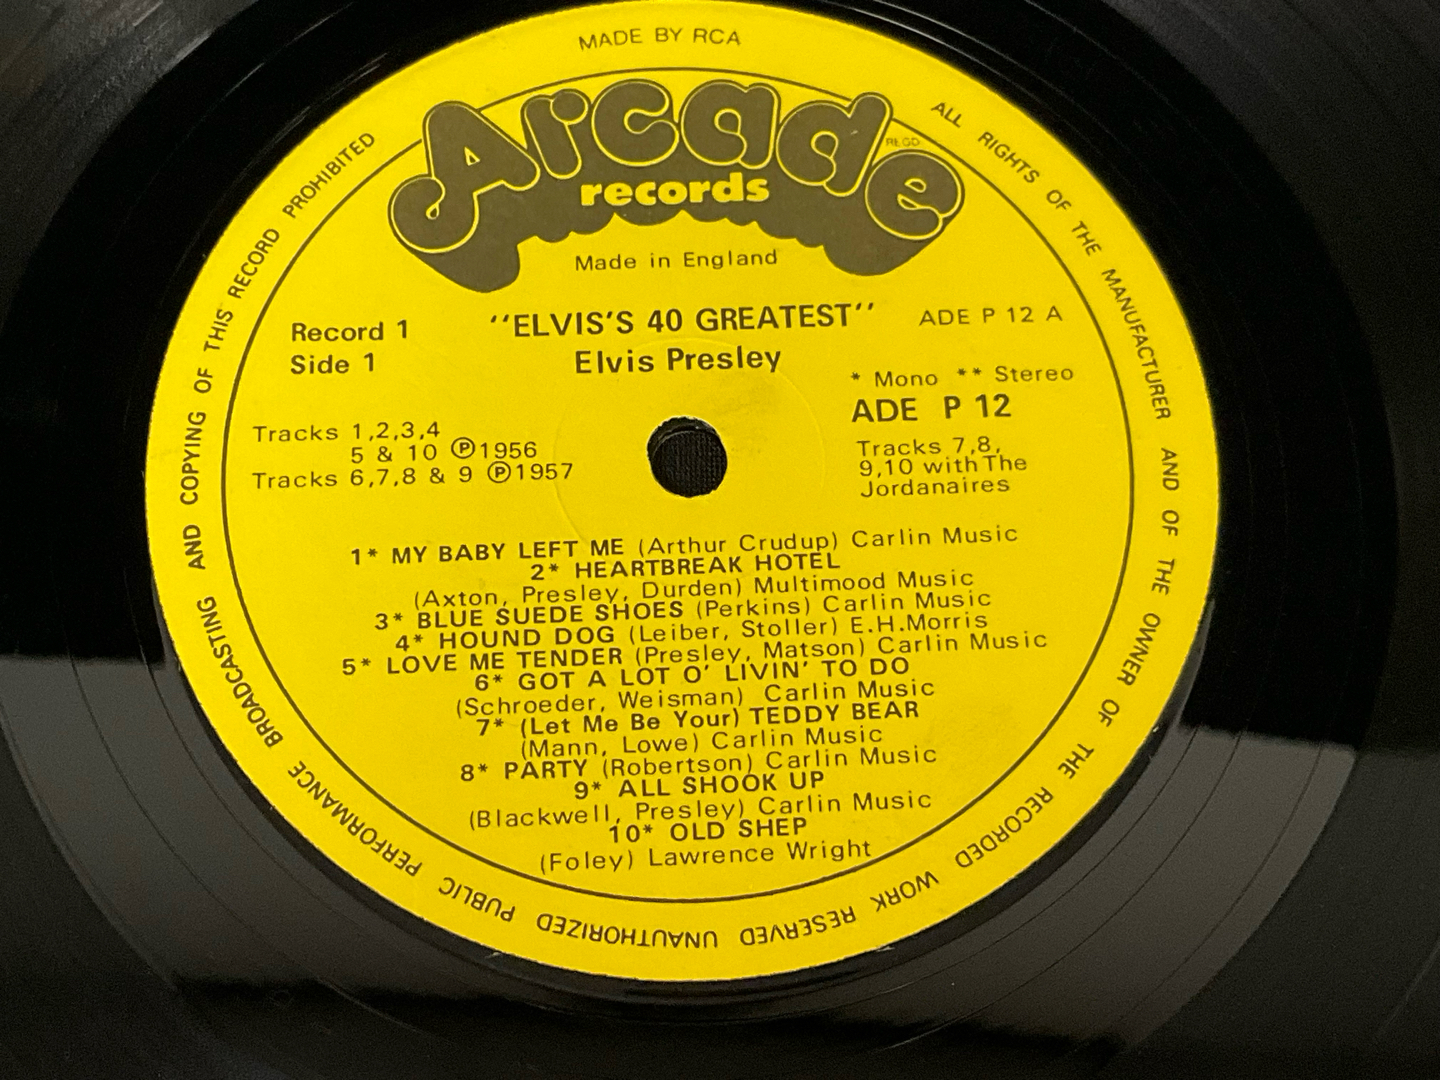 MADE BY RCA
Arcade
REGD
records
Made in England
Record 1
Side 1
"ELVIS'S 40 GREATEST"
Elvis Presley
ADE P 12 A
* Mono ** Stereo
ADE P 12
Tracks 1,2,3,4
5 & 10 Ⓟ1956
Tracks 6,7,8 & 9 Ⓟ1957
Tracks 7,8,
9,10 with The
Jordanaires
1* MY BABY LEFT ME (Arthur Crudup) Carlin Music
2* HEARTBREAK HOTEL
(Axton, Presley, Durden) Multimood Music
3* BLUE SUEDE SHOES (Perkins) Carlin Music
4* HOUND DOG (Leiber, Stoller) E.H.Morris
5* LOVE ME TENDER (Presley, Matson) Carlin Music
6* GOT A LOT O' LIVIN' TO DO
(Schroeder, Weisman) Carlin Music
7* (Let Me Be Your) TEDDY BEAR
(Mann, Lowe) Carlin Music
8* PARTY (Robertson) Carlin Music
9* ALL SHOOK UP
(Blackwell, Presley) Carlin Music
10* OLD SHEP
(Foley) Lawrence Wright
ALL RIGHTS OF THE MANUFACTURER AND OF THE OWNER OF THE RECORDED WORK RESERVED UNAUTHORIZED PUBLIC PERFORMANCE BROADCASTING AND COPYING OF THIS RECORD PROHIBITED